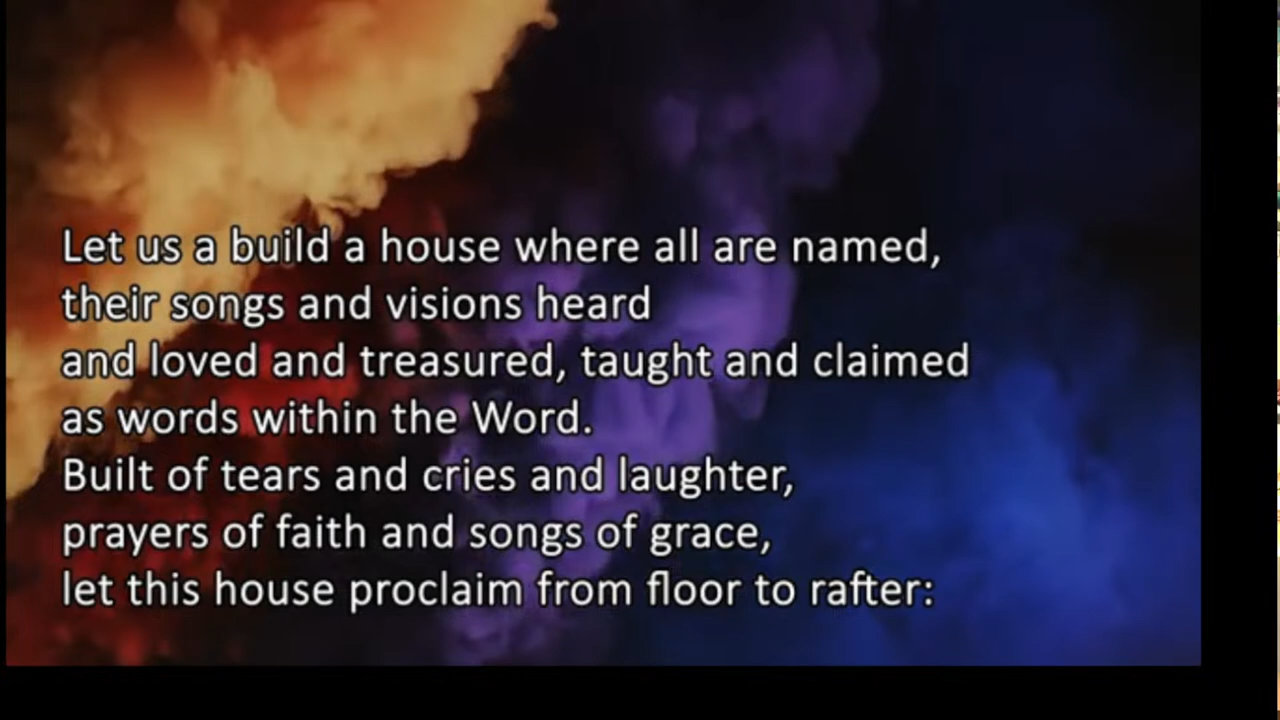 Let us a build a house where all are named,
their songs and visions heard
and loved and treasured, taught and claimed
as words within the Word.
Built of tears and cries and laughter,
prayers of faith and songs of grace,
let this house proclaim from floor to rafter: